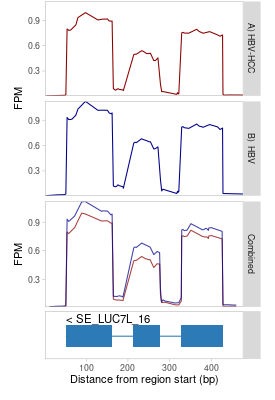 0.9
0.6
0.3
FPM
A) HBV-HCC
0.9
0.6
0.3
B) HBV
0.9
0.6
0.3
FPM
Combined
< SE_LUC7L_16
100 200 300 400
Distance from region start (bp)